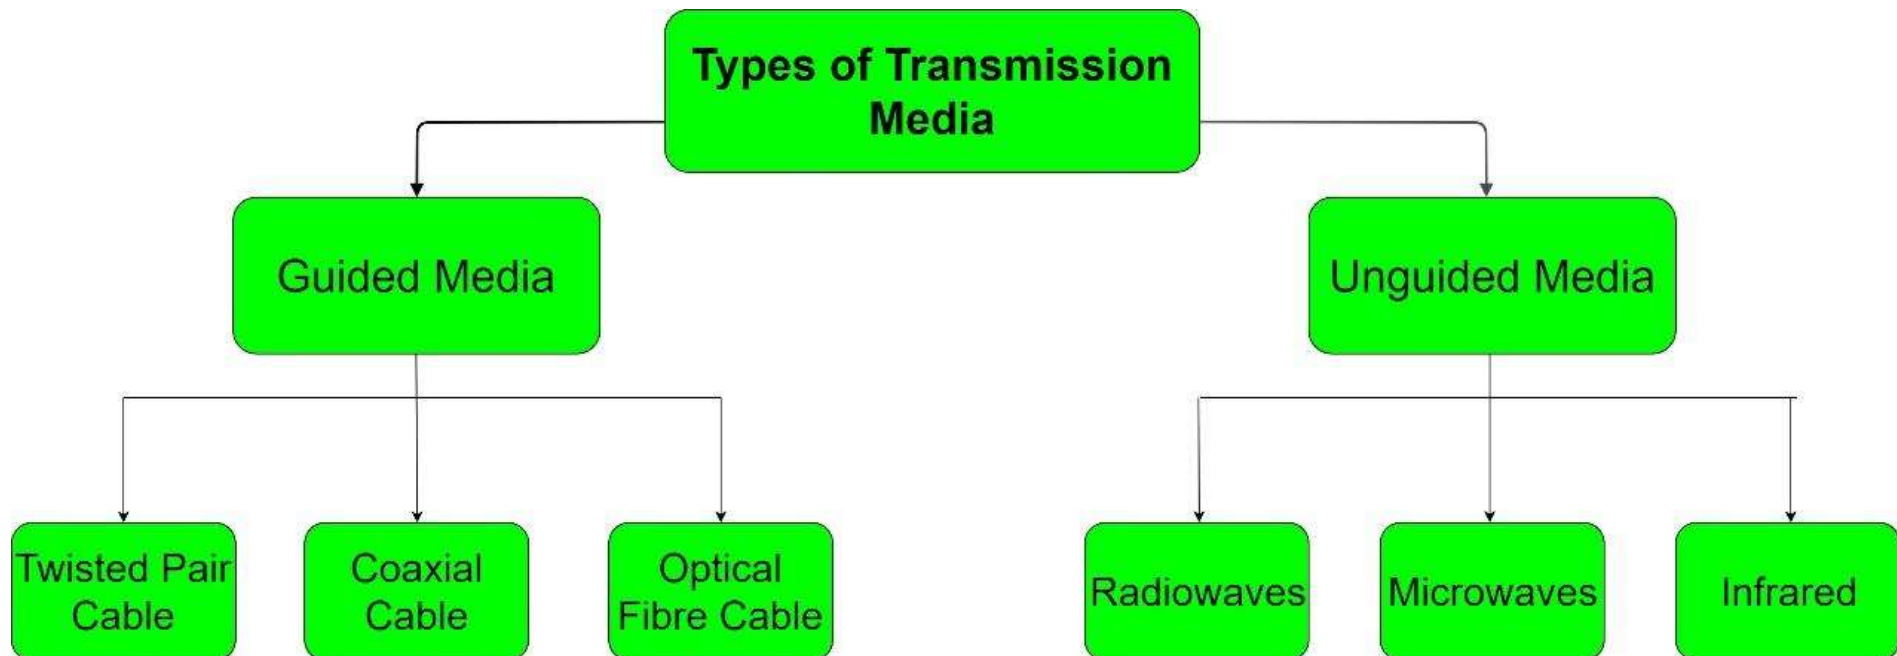 Types of Transmission
Media
Guided Media
Unguided Media
Twisted Pair
Cable
Coaxial
Cable
Optical
Fibre Cable
Radiowaves
Microwaves
Infrared